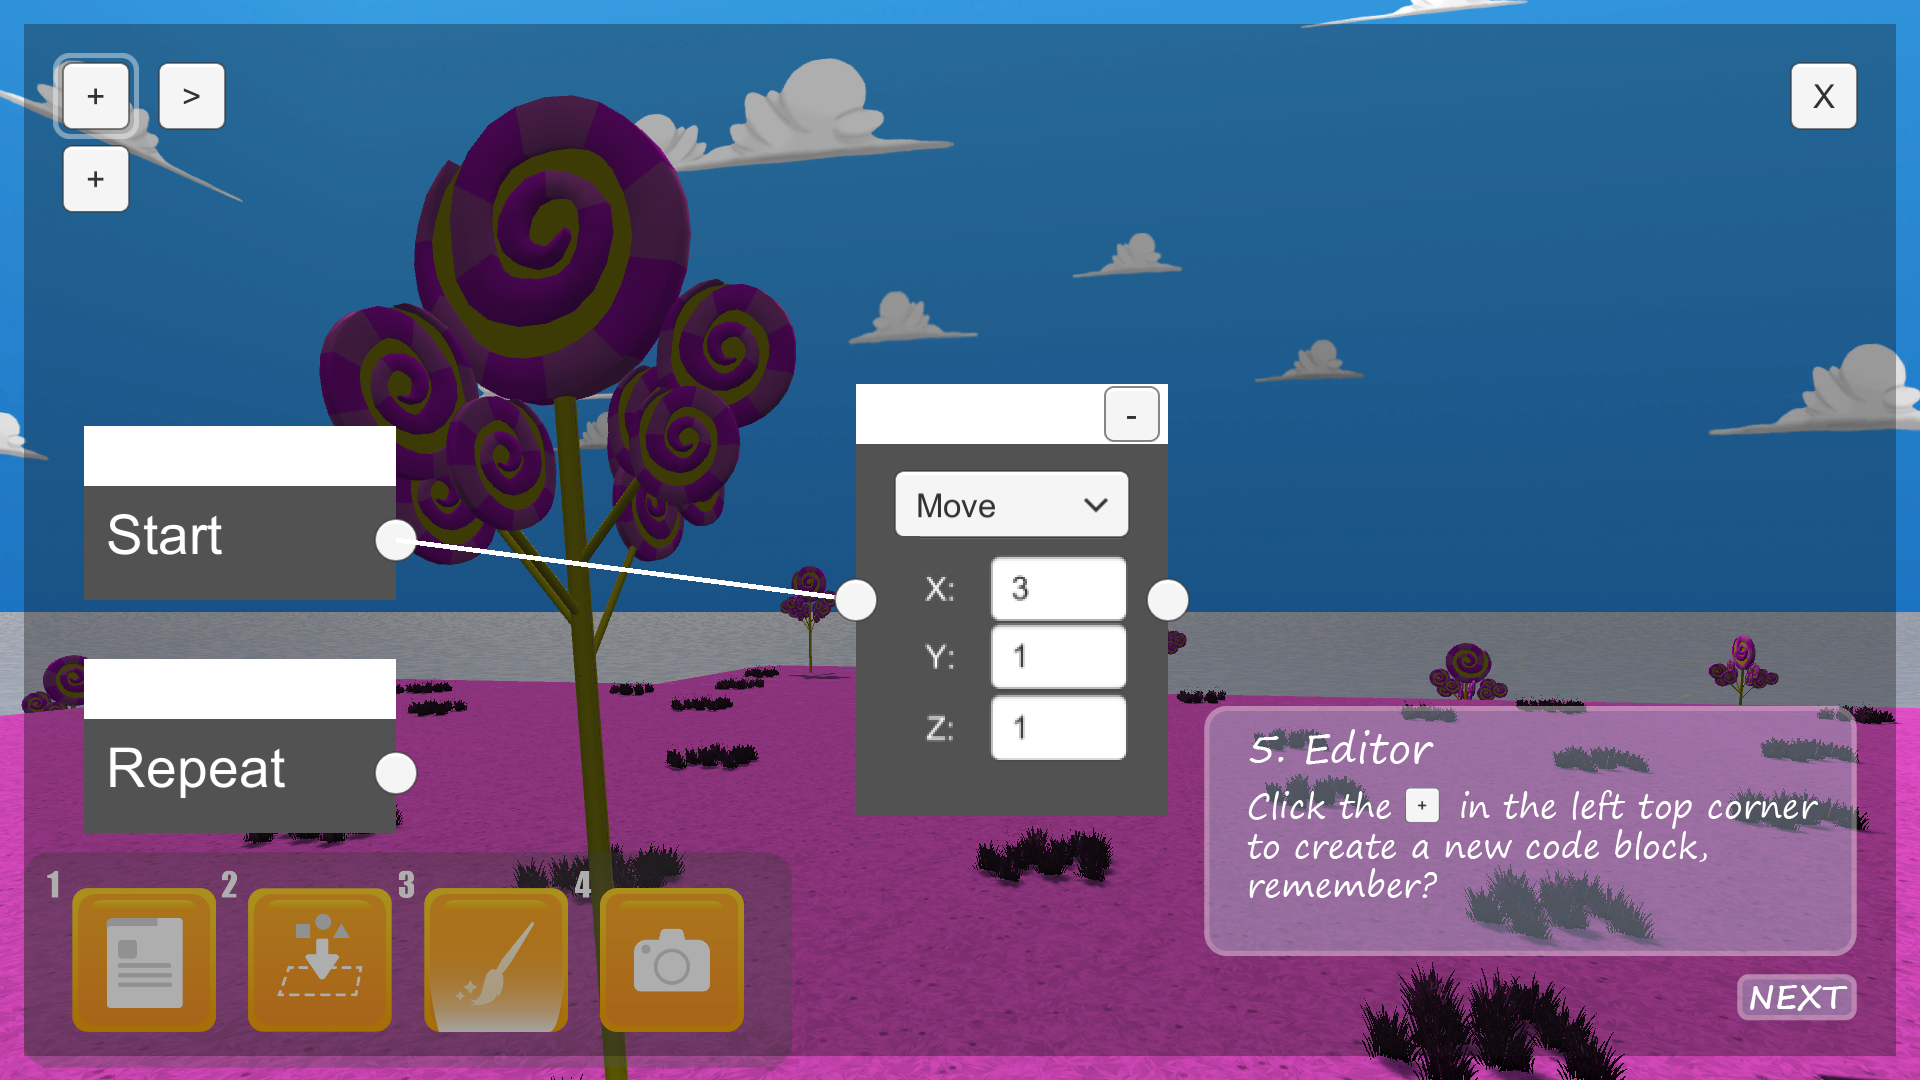 + >
X
+
-
Move
Start
X: 3
Y: 1
Z: 1
Repeat
5. Editor
Click the + in the left top corner
to create a new code block,
remember?
1 2 3 4
NEXT